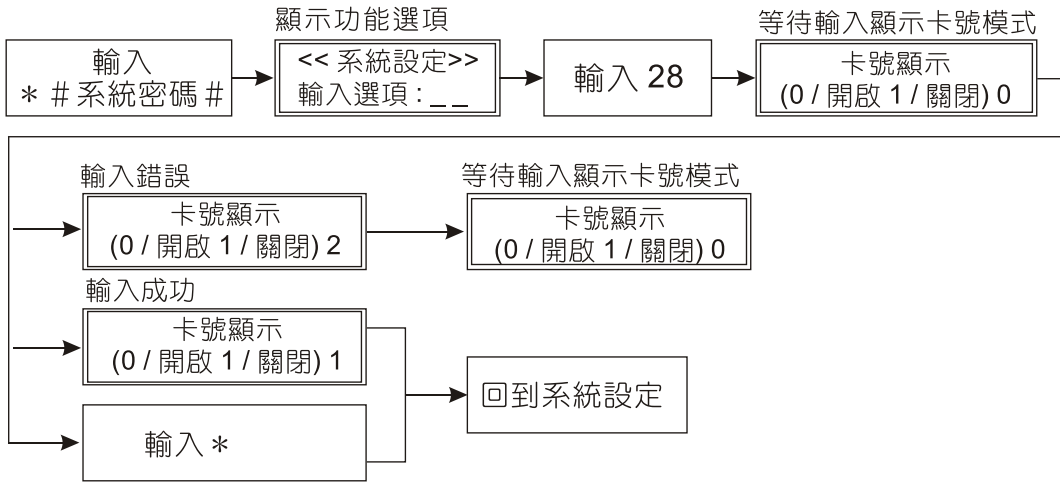 顯示功能選項
等待輸入顯示卡號模式
輸入
＊＃系統密碼＃
<< 系統設定>>
輸入選項：_ _
輸入 28
卡號顯示
(0 / 開啟 1 / 關閉) 0
輸入錯誤
等待輸入顯示卡號模式
卡號顯示
(0 / 開啟 1 / 關閉) 2
卡號顯示
(0 / 開啟 1 / 關閉) 0
輸入成功
卡號顯示
(0 / 開啟 1 / 關閉) 1
回到系統設定
輸入＊